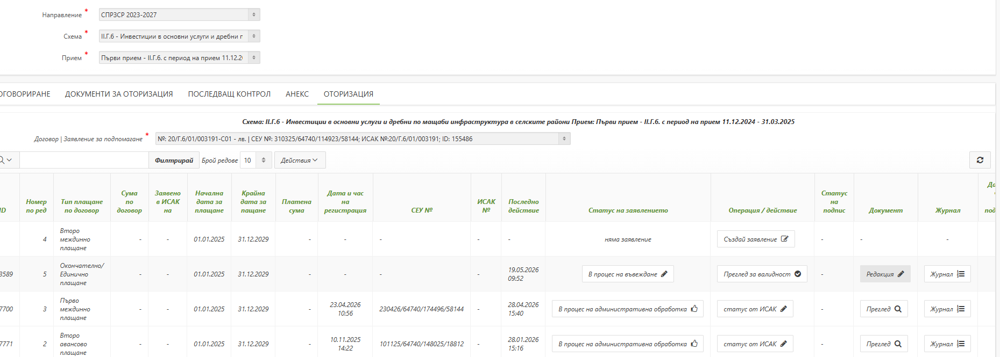 Направление *
СПРЗСР 2023-2027
Схема *
II.Г.6 - Инвестиции в основни услуги и дребни г
Прием *
Първи прием - II.Г.6. с период на прием 11.12.2(
ОГОВОРИРАНЕ ДОКУМЕНТИ ЗА ОТОРИЗАЦИЯ ПОСЛЕДВАЩ КОНТРОЛ АНЕКС ОТОРИЗАЦИЯ
Схема: II.Г.6 - Инвестиции в основни услуги и дребни по мащаби инфраструктура в селските райони Прием: Първи прием - II.Г.6. с период на прием 11.12.2024 - 31.03.2025
Договор | Заявление за подпомагане *
№: 20/Г.6/01/003191-С01 - лв. | СЕУ №: 310325/64740/114923/58144; ИСАК №:20/Г.6/01/003191; ID: 155486
Филтрирай Брой редове 10 Действия
ID
Номер
по ред
Тип плащане
по договор
Сума
по
договор
Заявено
в ИСАК
на
Начална
дата за
плащане
Крайна
дата за
пащане
Платена
сума
Дата и час
на
регистрация
СЕУ №
ИСАК
№
Последно
действие
Статус на заявлението
Операция / действие
Статус
на
подпис
Документ
Журнал
Да
под
4
Второ
междинно
плащане
- - 01.01.2025 31.12.2029 - - - - - няма заявление Създай заявление - - -
3589 5
Окончателно/
Единично
плащане
- - 01.01.2025 31.12.2029 - - - -
19.05.2026
09:52
В процес на въвеждане Преглед за валидност - Редакция Журнал
7700 3
Първо
междинно
плащане
- - 01.01.2025 31.12.2029 -
23.04.2026
10:56
230426/64740/174496/58144 -
28.04.2026
15:40
В процес на административна обработка статус от ИСАК - Преглед Журнал
7771 2
Второ
авансово
плащане
- - 01.01.2025 31.12.2029 -
10.11.2025
14:22
101125/64740/148025/18812 -
28.01.2026
15:16
В процес на административна обработка статус от ИСАК - Преглед Журнал